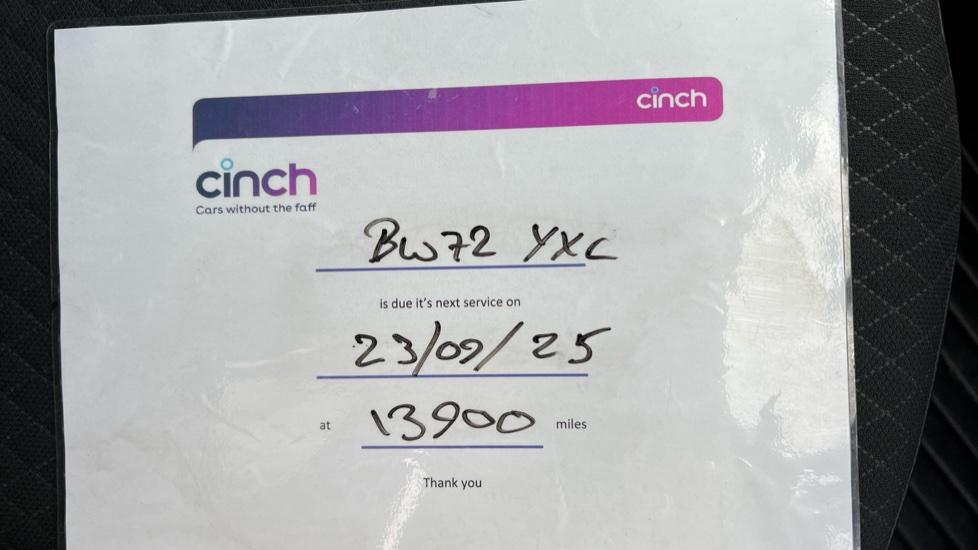 cinch
cinch
Cars without the faff
BW72 YXC
is due it's next service on
23/09/25
at 13900 miles
Thank you